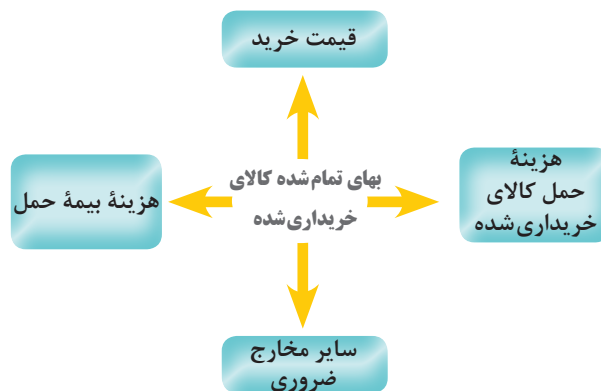 قیمت خرید
هزینهٔ
حمل کالای
خریداری‌شده
بهای تمام‌شده کالای
خریداری‌شده
هزینهٔ بیمهٔ حمل
سایر مخارج
ضروری